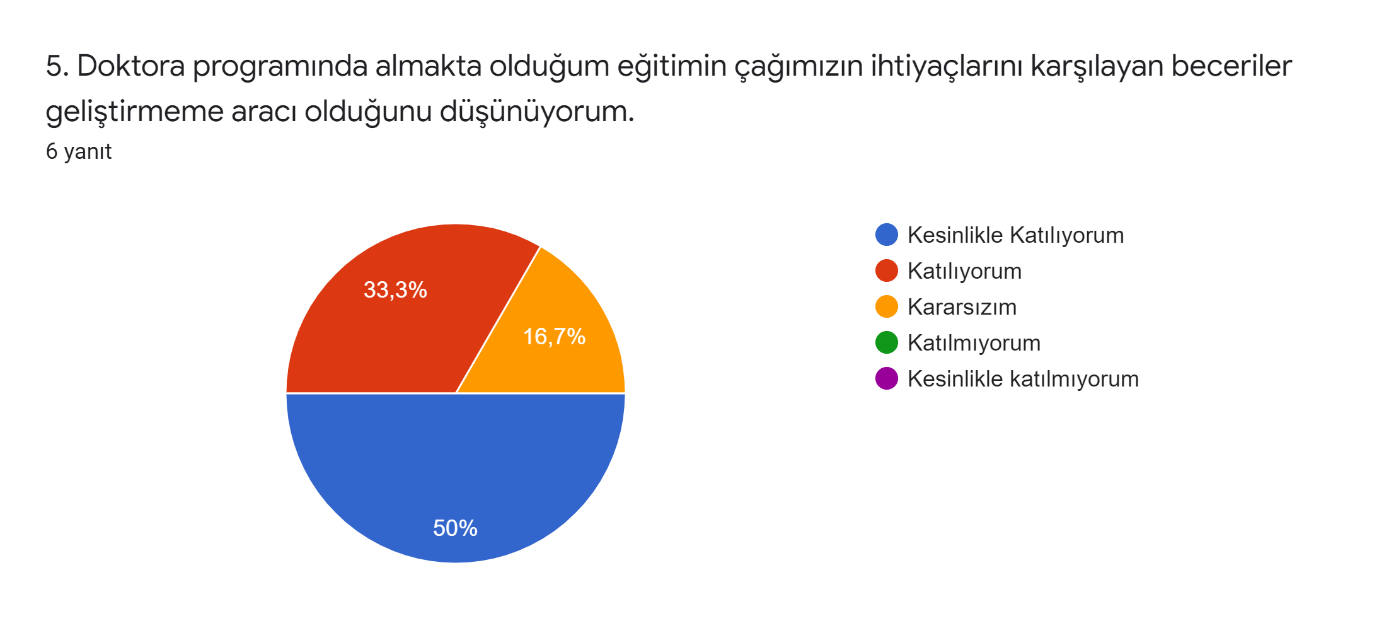 5. Doktora programında almakta olduğum eğitimin çağımızın ihtiyaçlarını karşılayan beceriler
geliştirmeme aracı olduğunu düşünüyorum.
6 yanıt
33,3%
16,7%
50%
Kesinlikle Katılıyorum
Katılıyorum
Kararsızım
Katılmıyorum
Kesinlikle katılmıyorum